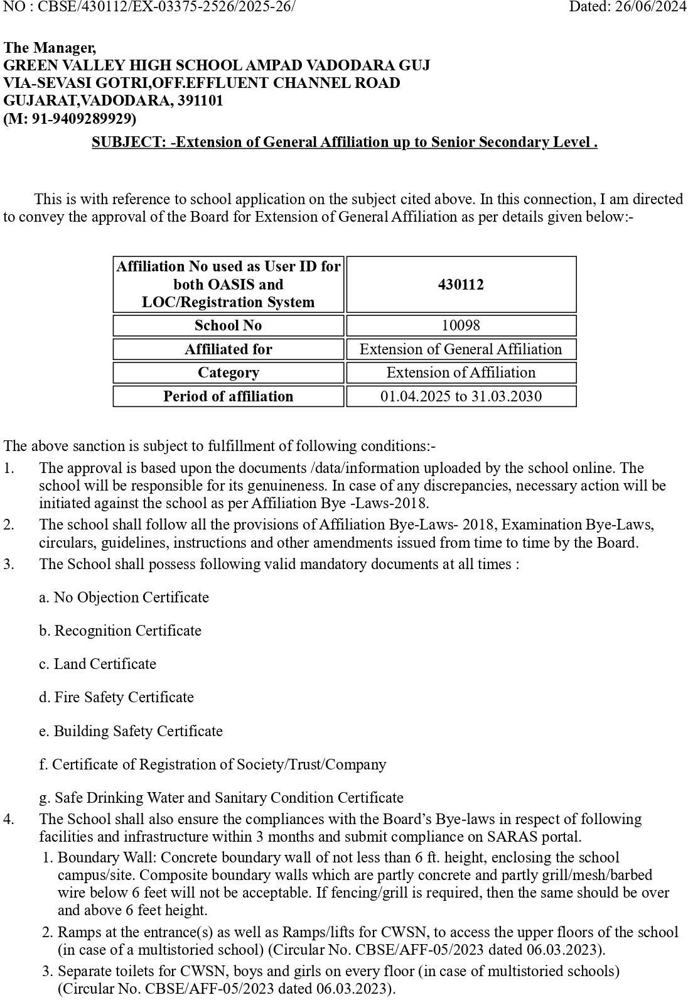 NO : CBSE/430112/EX-03375-2526/2025-26/ Dated: 26/06/2024
The Manager,
GREEN VALLEY HIGH SCHOOL AMPAD VADODARA GUJ
VIA-SEVASI GOTRI,OFF.EFFLUENT CHANNEL ROAD
GUJARAT,VADODARA, 391101
(M: 91-9409289929)
SUBJECT: -Extension of General Affiliation up to Senior Secondary Level .
This is with reference to school application on the subject cited above. In this connection, I am directed
to convey the approval of the Board for Extension of General Affiliation as per details given below:-
Affiliation No used as User ID for
both OASIS and
LOC/Registration System
430112
School No 10098
Affiliated for Extension of General Affiliation
Category Extension of Affiliation
Period of affiliation 01.04.2025 to 31.03.2030
The above sanction is subject to fulfillment of following conditions:-
1. The approval is based upon the documents /data/information uploaded by the school online. The
school will be responsible for its genuineness. In case of any discrepancies, necessary action will be
initiated against the school as per Affiliation Bye -Laws-2018.
2. The school shall follow all the provisions of Affiliation Bye-Laws- 2018, Examination Bye-Laws,
circulars, guidelines, instructions and other amendments issued from time to time by the Board.
3. The School shall possess following valid mandatory documents at all times :
a. No Objection Certificate
b. Recognition Certificate
c. Land Certificate
d. Fire Safety Certificate
e. Building Safety Certificate
f. Certificate of Registration of Society/Trust/Company
g. Safe Drinking Water and Sanitary Condition Certificate
4. The School shall also ensure the compliances with the Board’s Bye-laws in respect of following
facilities and infrastructure within 3 months and submit compliance on SARAS portal.
1. Boundary Wall: Concrete boundary wall of not less than 6 ft. height, enclosing the school
campus/site. Composite boundary walls which are partly concrete and partly grill/mesh/barbed
wire below 6 feet will not be acceptable. If fencing/grill is required, then the same should be over
and above 6 feet height.
2. Ramps at the entrance(s) as well as Ramps/lifts for CWSN, to access the upper floors of the school
(in case of a multistoried school) (Circular No. CBSE/AFF-05/2023 dated 06.03.2023).
3. Separate toilets for CWSN, boys and girls on every floor (in case of multistoried schools)
(Circular No. CBSE/AFF-05/2023 dated 06.03.2023).